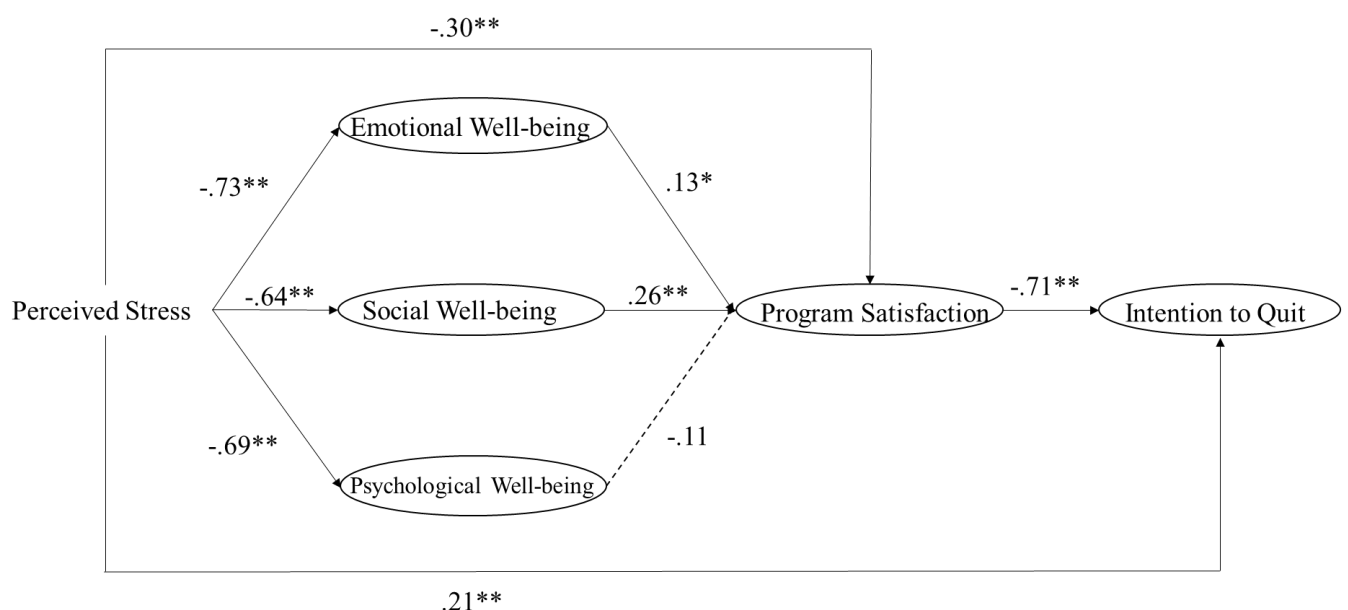 -.30**
Emotional Well-being
-.73**
.13*
Perceived Stress
-.64**
Social Well-being
.26**
Program Satisfaction
-.71**
Intention to Quit
-.69**
Psychological Well-being
-.11
.21**